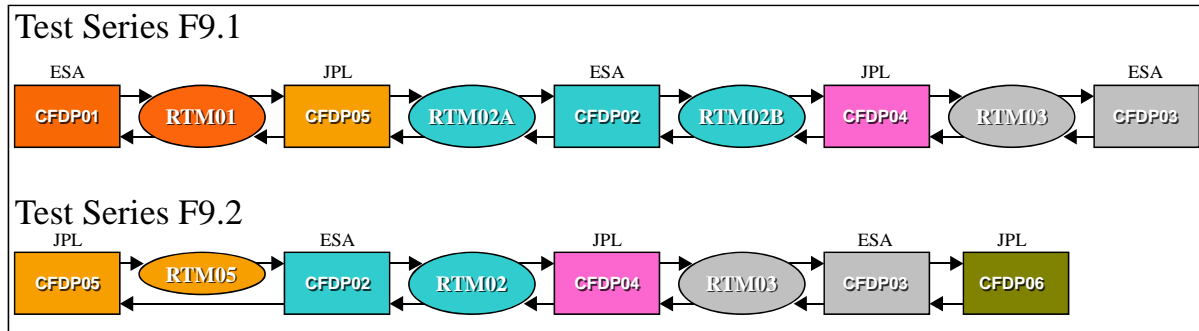 Test Series F9.1
ESA JPL ESA JPL ESA
CFDP01 RTM01 CFDP05 RTM02A CFDP02 RTM02B CFDP04 RTM03 CFDP03
Test Series F9.2
JPL ESA JPL ESA JPL
CFDP05 RTM05 CFDP02 RTM02 CFDP04 RTM03 CFDP03 CFDP06